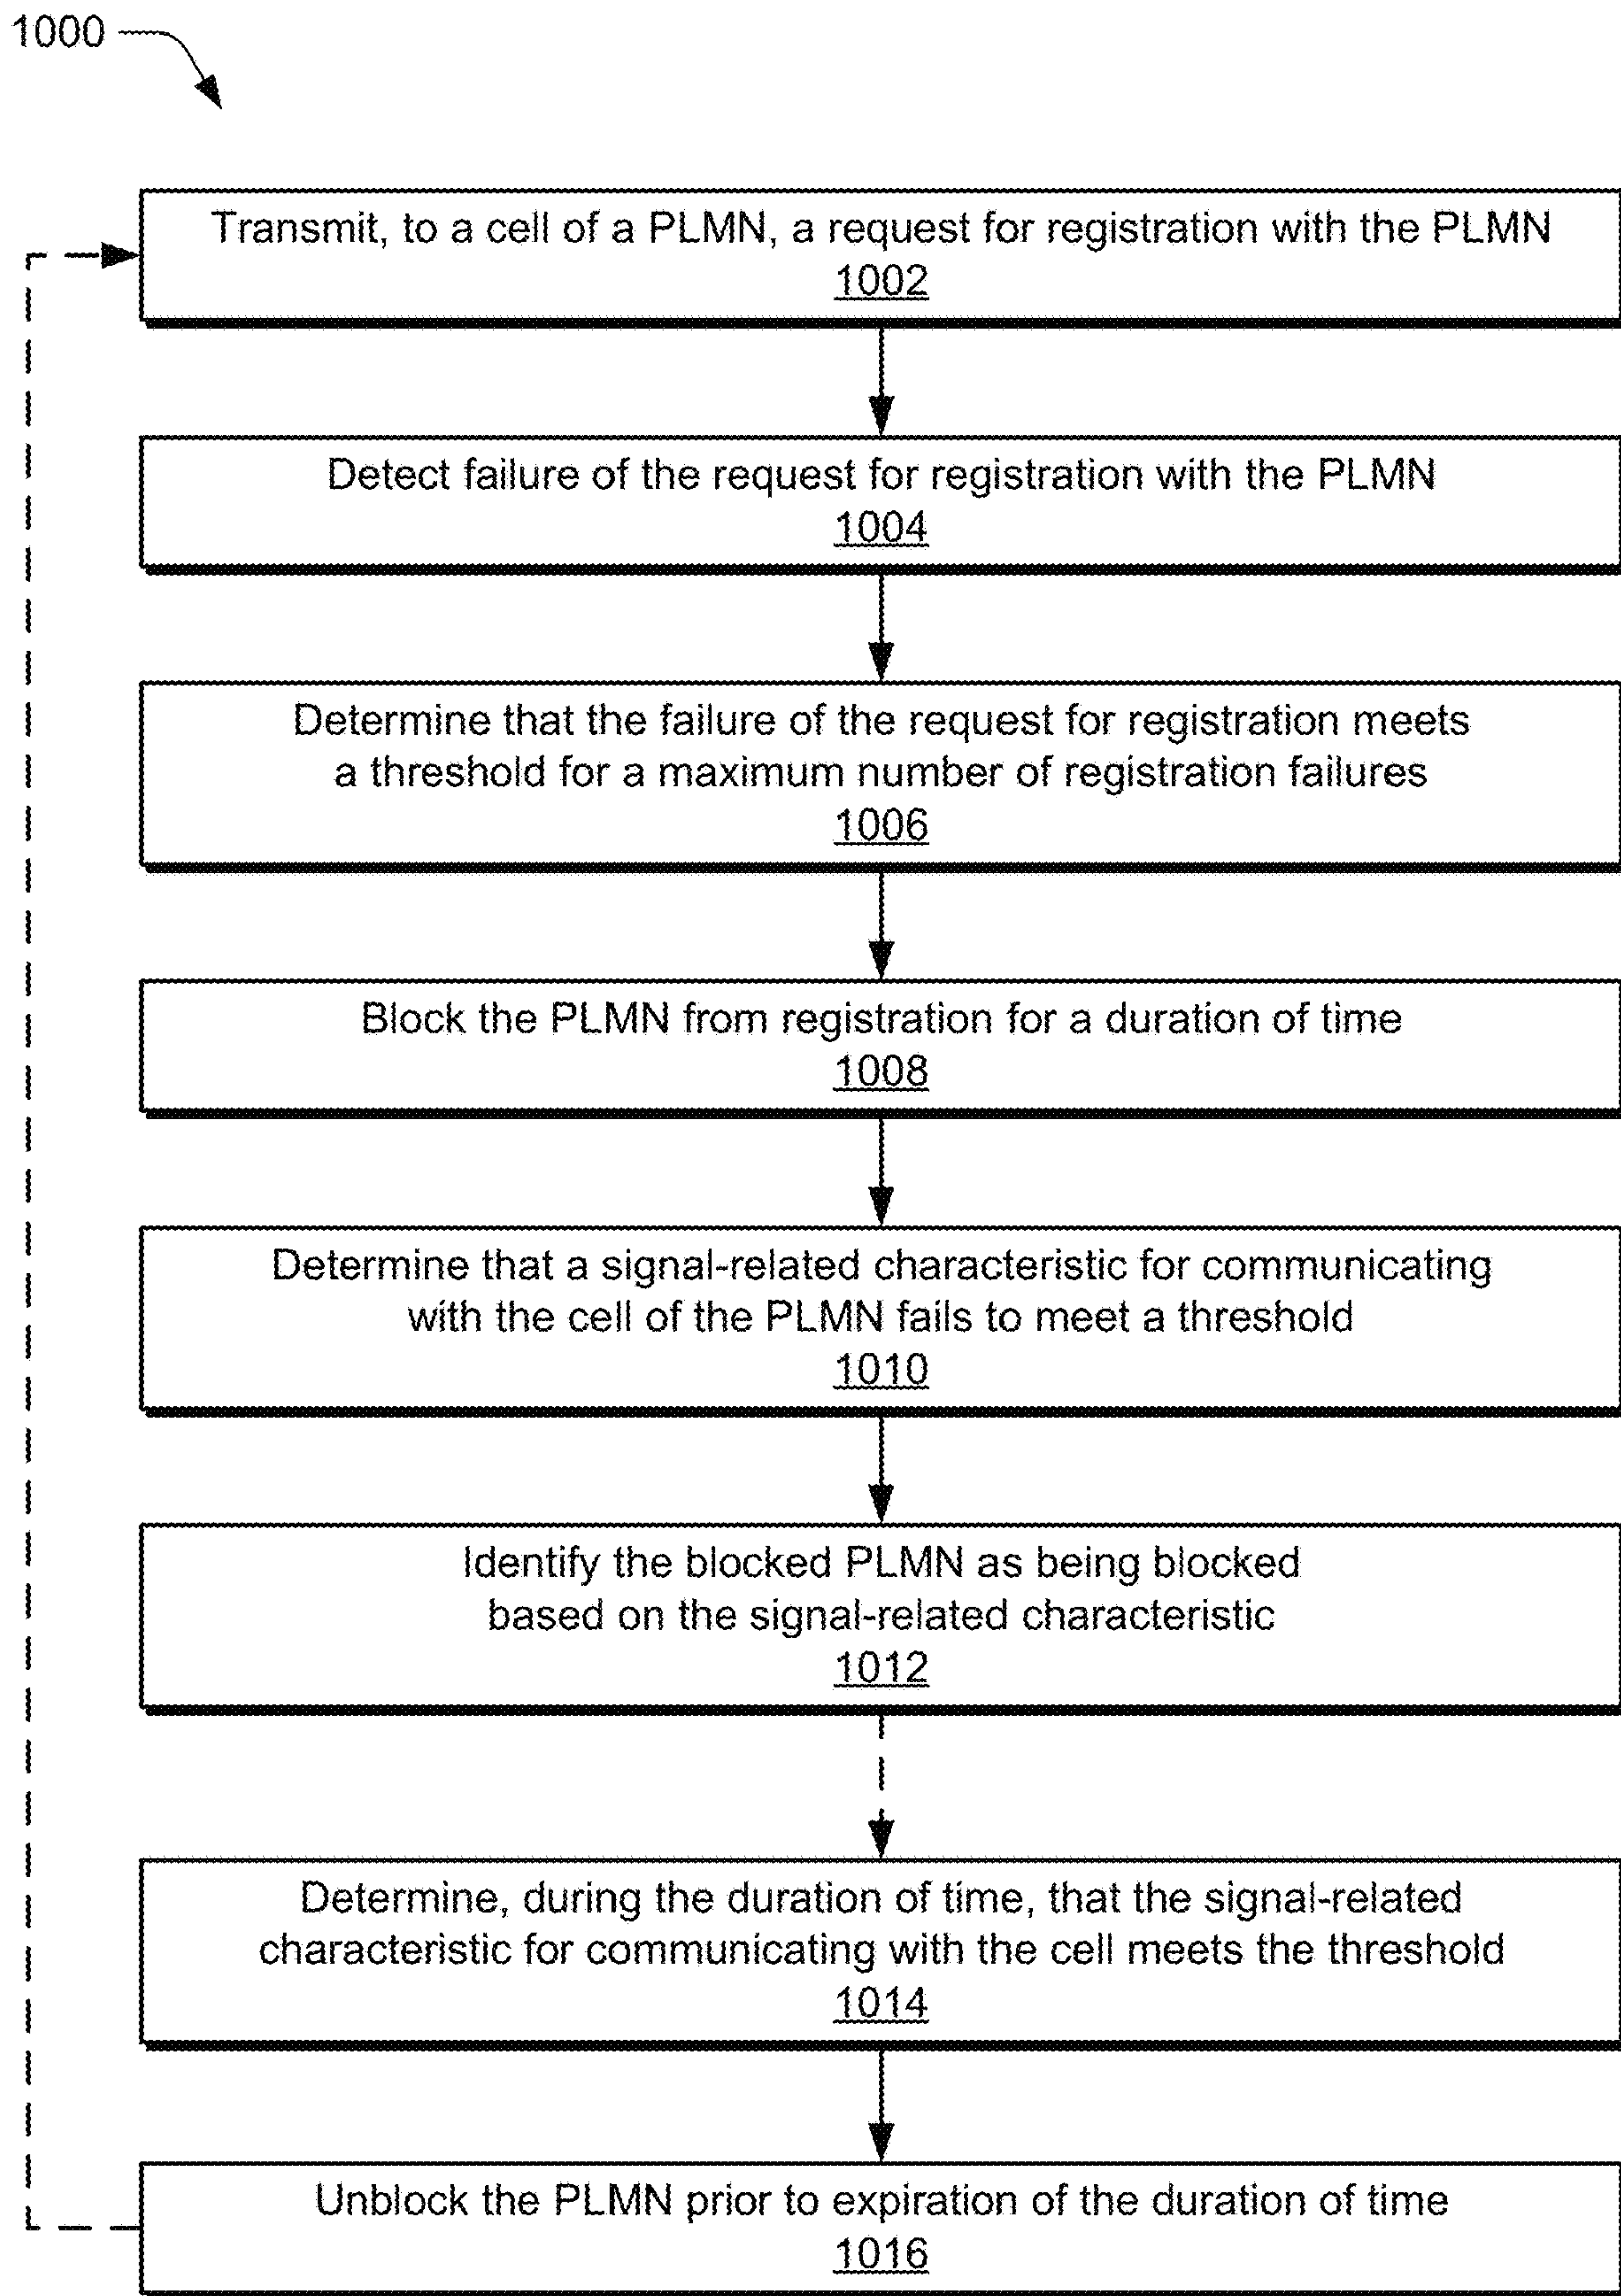 1000
Transmit, to a cell of a PLMN, a request for registration with the PLMN
1002
Detect failure of the request for registration with the PLMN
1004
Determine that the failure of the request for registration meets
a threshold for a maximum number of registration failures
1006
Block the PLMN from registration for a duration of time
1008
Determine that a signal-related characteristic for communicating
with the cell of the PLMN fails to meet a threshold
1010
Identify the blocked PLMN as being blocked
based on the signal-related characteristic
1012
Determine, during the duration of time, that the signal-related
characteristic for communicating with the cell meets the threshold
1014
Unblock the PLMN prior to expiration of the duration of time
1016